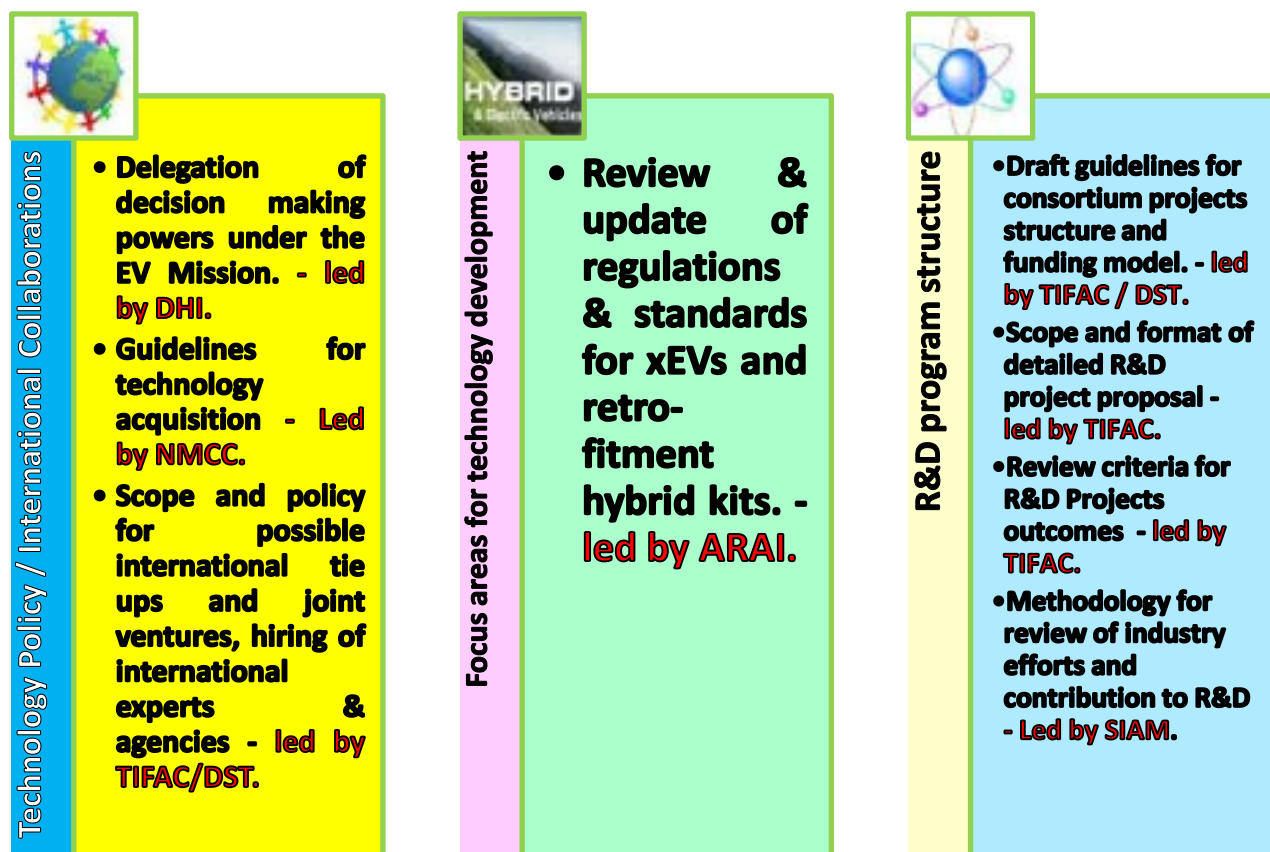 Technology Policy / International Collaborations
• Delegation of
decision making
powers under the
EV Mission. - led
by DHI.
• Guidelines for
technology
acquisition - Led
by NMCC.
• Scope and policy
for possible
international tie
ups and joint
ventures, hiring of
international
experts &
agencies - led by
TIFAC/DST.
HYBRID
& Electric Vehicles
Focus areas for technology development
• Review &
update of
regulations
& standards
for xEVs and
retro-
fitment
hybrid kits. -
led by ARAI.
R&D program structure
•Draft guidelines for
consortium projects
structure and
funding model. - led
by TIFAC / DST.
•Scope and format of
detailed R&D
project proposal -
led by TIFAC.
•Review criteria for
R&D Projects
outcomes - led by
TIFAC.
•Methodology for
review of industry
efforts and
contribution to R&D
- Led by SIAM.